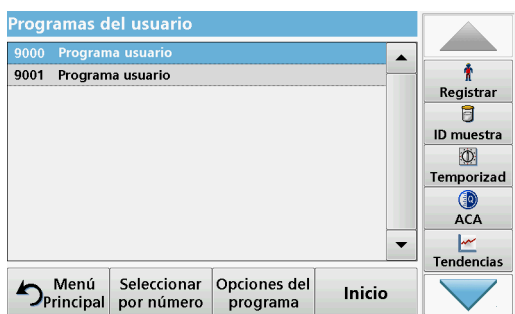 Programas del usuario
9000 Programa usuario
9001 Programa usuario
Registrar
ID muestra
Temporizad
ACA
Tendencias
Menú
Principal
Seleccionar
por número
Opciones del
programa
Inicio